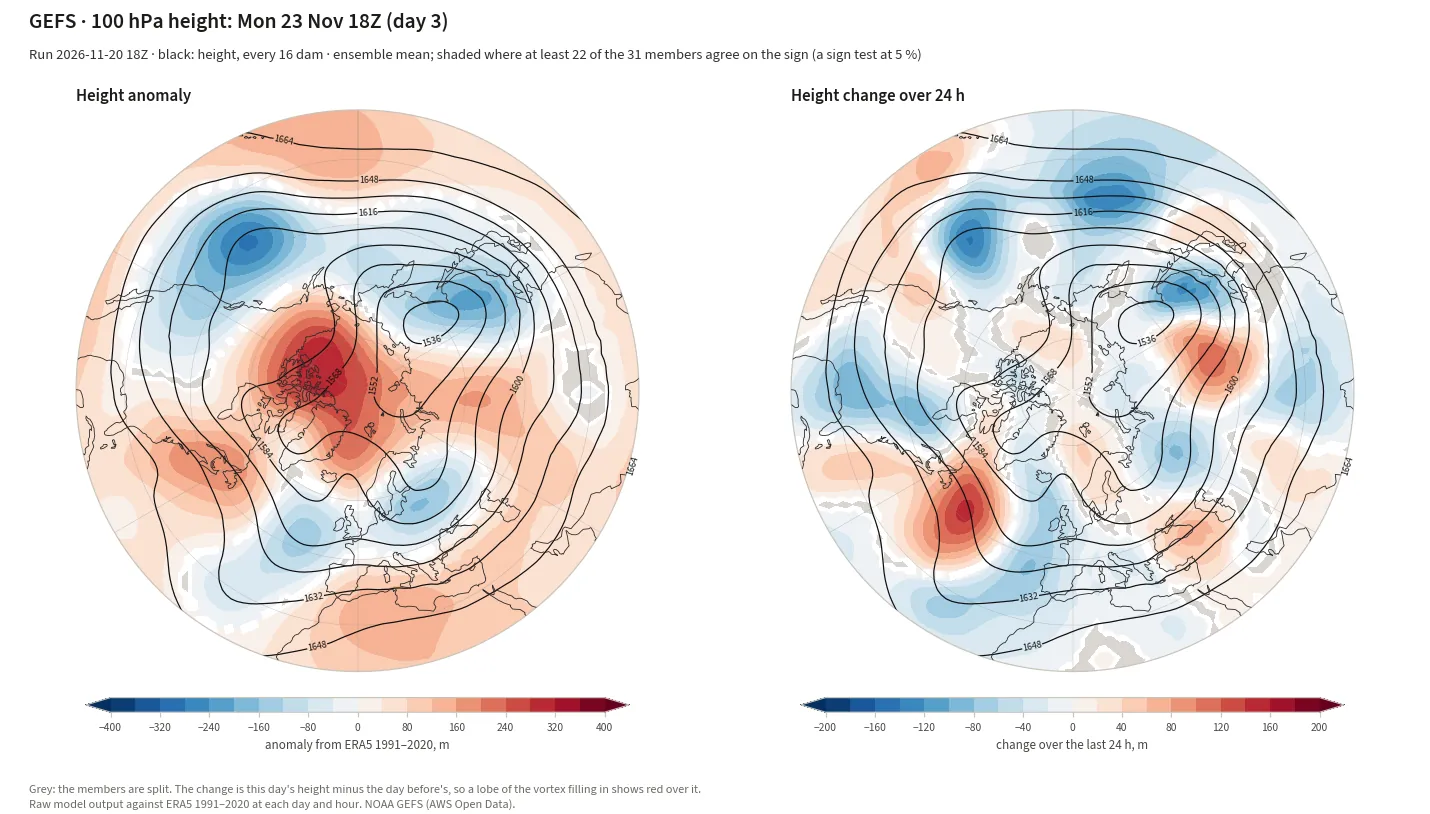 GEFS · 100 hPa height: Mon 23 Nov 18Z (day 3)
Run 2026-11-20 18Z · black: height, every 16 dam · ensemble mean; shaded where at least 22 of the 31 members agree on the sign (a sign test at 5 %)
Height anomaly
Height change over 24 h
1664
1648
1616
1536
1568
1552
1600
1584
1664
1632
1648
1664
1648
1616
1536
1568
1552
1600
1584
1664
1632
1648
−400 −320 −240 −160 −80 0 80 160 240 320 400
anomaly from ERA5 1991–2020, m
−200 −160 −120 −80 −40 0 40 80 120 160 200
change over the last 24 h, m
Grey: the members are split. The change is this day's height minus the day before's, so a lobe of the vortex filling in shows red over it.
Raw model output against ERA5 1991–2020 at each day and hour. NOAA GEFS (AWS Open Data).